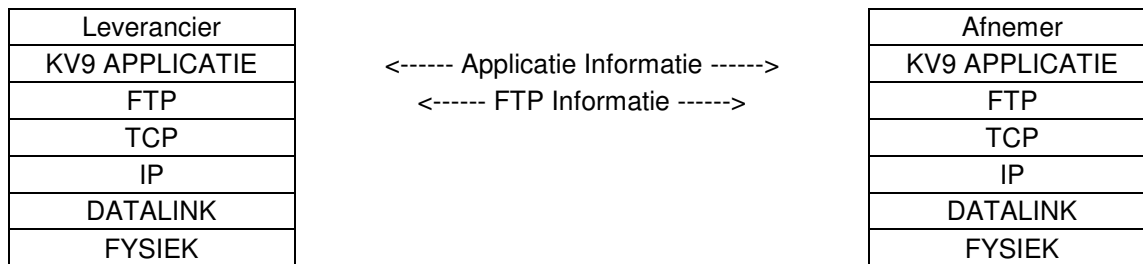 Leverancier Afnemer
KV9 APPLICATIE <------ Applicatie Informatie ------> KV9 APPLICATIE
FTP <------ FTP Informatie ------> FTP
TCP TCP
IP IP
DATALINK DATALINK
FYSIEK FYSIEK